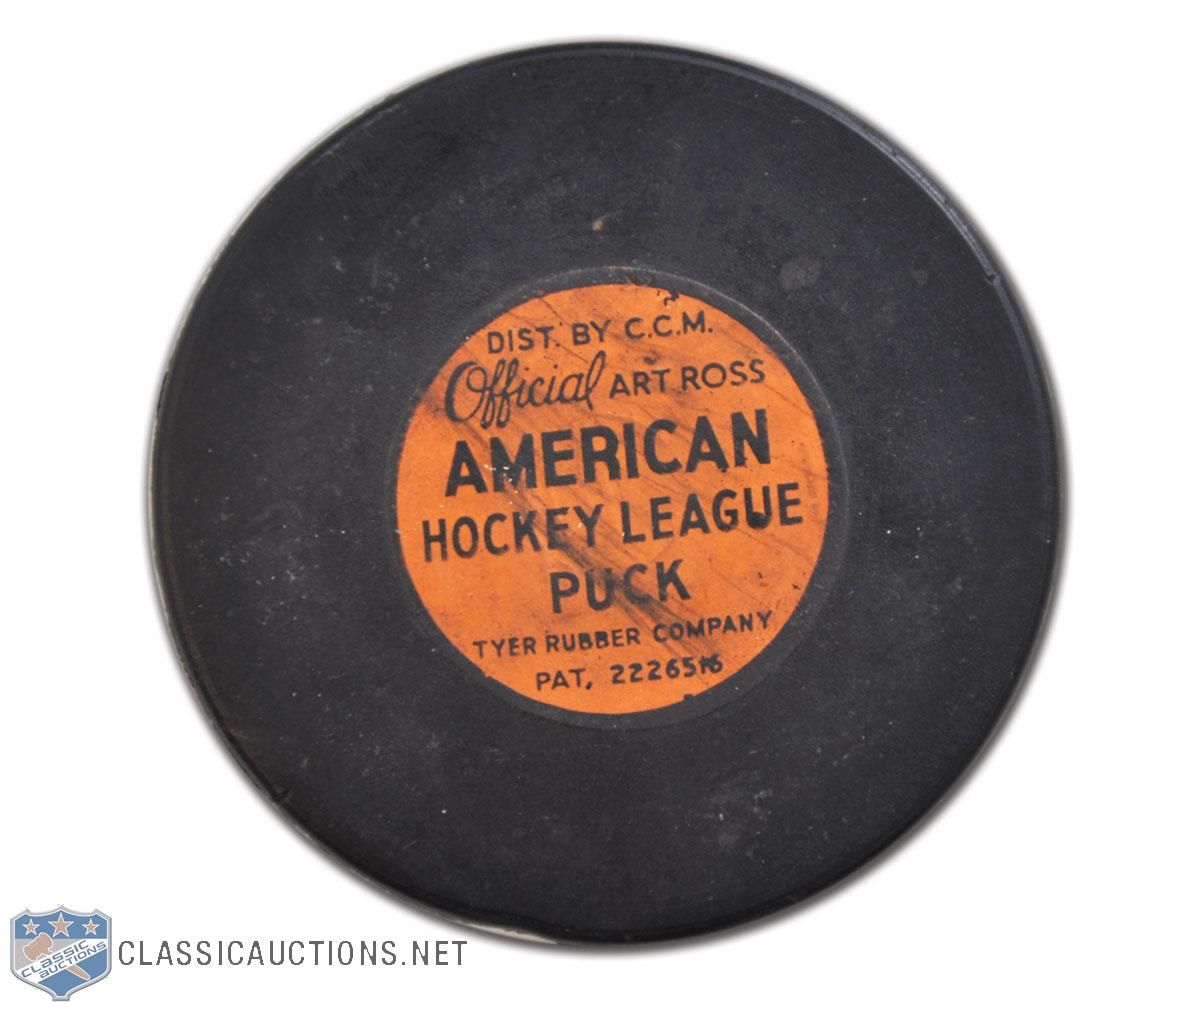 DIST. BY C.C.M.
Official ART ROSS
AMERICAN
HOCKEY LEAGUE
PUCK
TYER RUBBER COMPANY
PAT, 2226516
CLASSIC
AUCTIONS
CLASSICAUCTIONS.NET